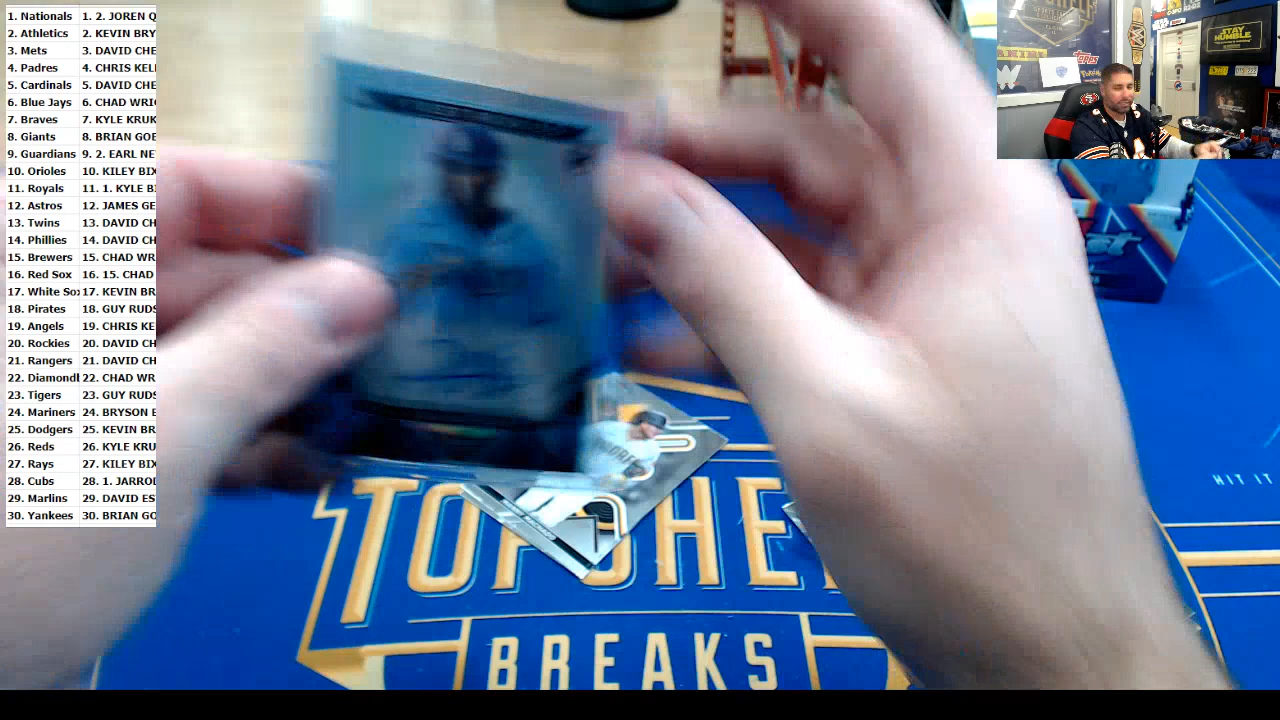 1. Nationals 1. 2. JOREN Q
2. Athletics 2. KEVIN BRY
3. Mets 3. DAVID CHE
4. Padres 4. CHRIS KELL
5. Cardinals 5. DAVID CHE
6. Blue Jays 6. CHAD WRIG
7. Braves 7. KYLE KRUK
8. Giants 8. BRIAN GOE
9. Guardians 9. 2. EARL NE
10. Orioles 10. KILEY BIX
11. Royals 11. 1. KYLE BI
12. Astros 12. JAMES GE
13. Twins 13. DAVID CH
14. Phillies 14. DAVID CH
15. Brewers 15. CHAD WR
16. Red Sox 16. 15. CHAD
17. White Sox 17. KEVIN BR
18. Pirates 18. GUY RUDS
19. Angels 19. CHRIS KE
20. Rockies 20. DAVID CH
21. Rangers 21. DAVID CH
22. Diamond 22. CHAD WR
23. Tigers 23. GUY RUDS
24. Mariners 24. BRYSON E
25. Dodgers 25. KEVIN BR
26. Reds 26. KYLE KRU
27. Rays 27. KILEY BIX
28. Cubs 28. 1. JARROD
29. Marlins 29. DAVID ES
30. Yankees 30. BRIAN GO
STAY
HUMBLE
topps
HIT IT
TOPSHE
BREAKS